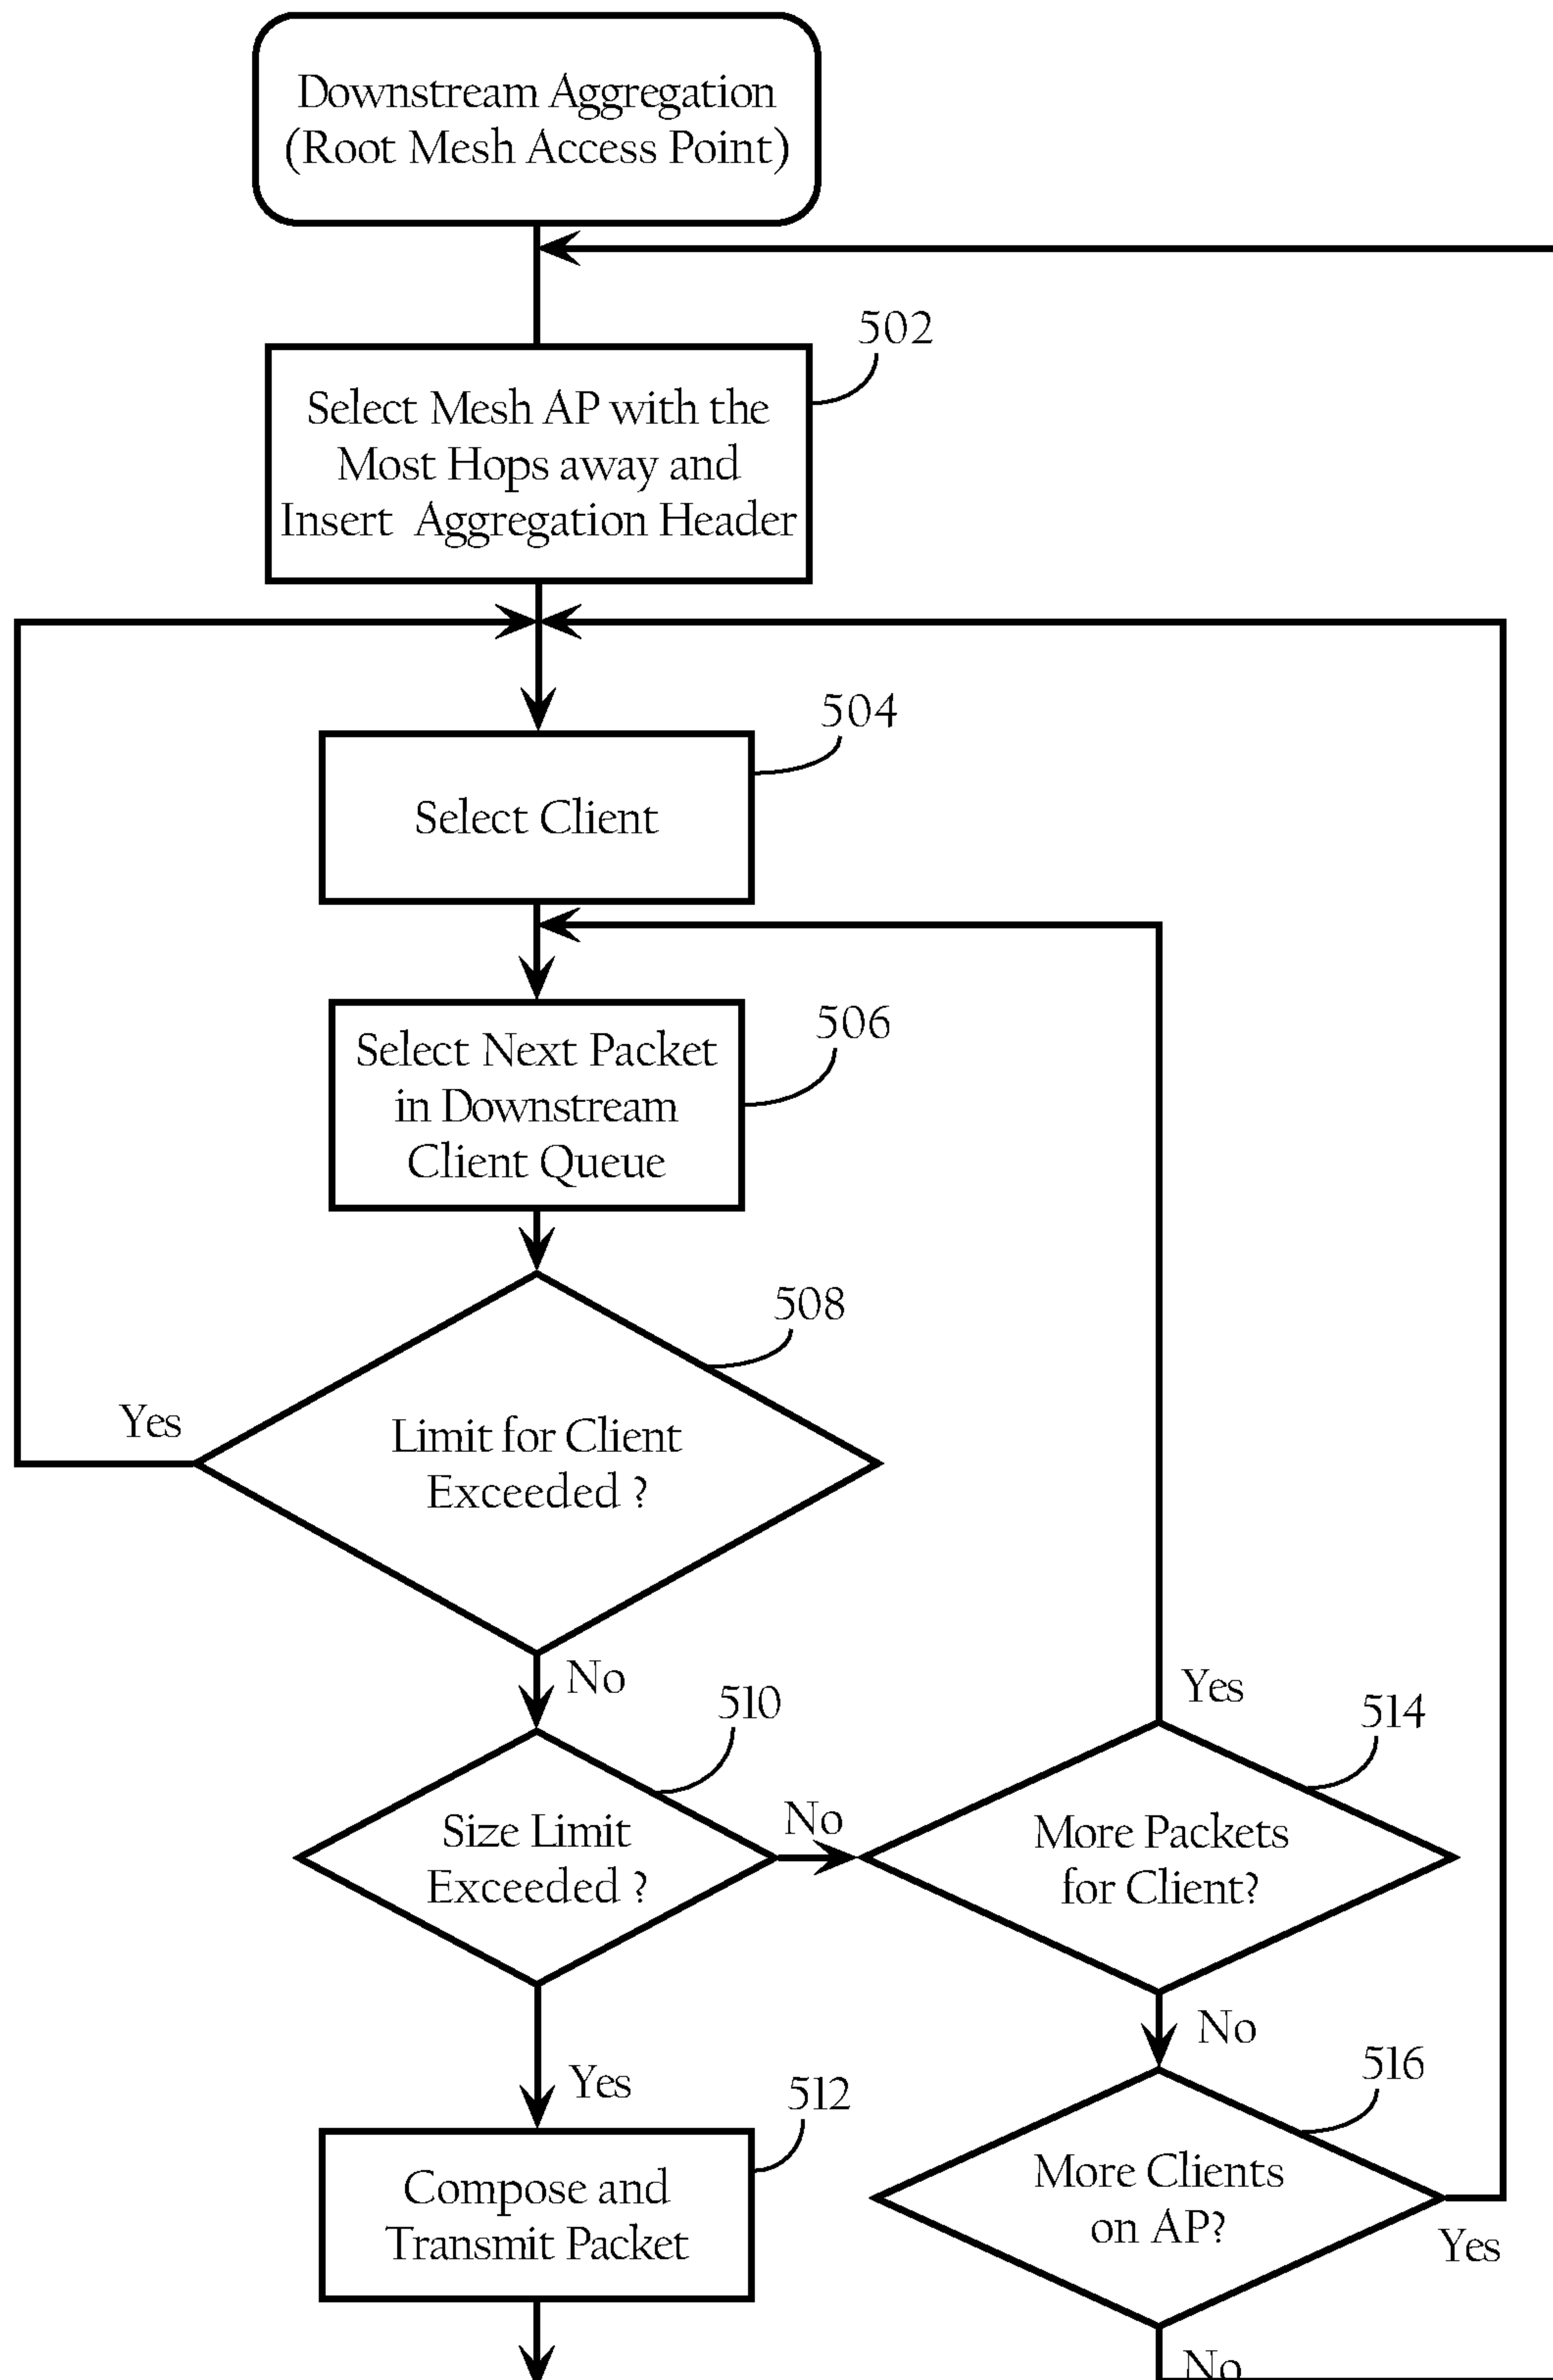 Downstream Aggregation
(Root Mesh Access Point)
502
Select Mesh AP with the
Most Hops away and
Insert Aggregation Header
504
Select Client
506
Select Next Packet
in Downstream
Client Queue
508
Limit for Client
Exceeded ?
Yes
No
510
Size Limit
Exceeded ?
No
Yes
514
More Packets
for Client?
Yes
No
512
Compose and
Transmit Packet
516
More Clients
on AP?
Yes
No